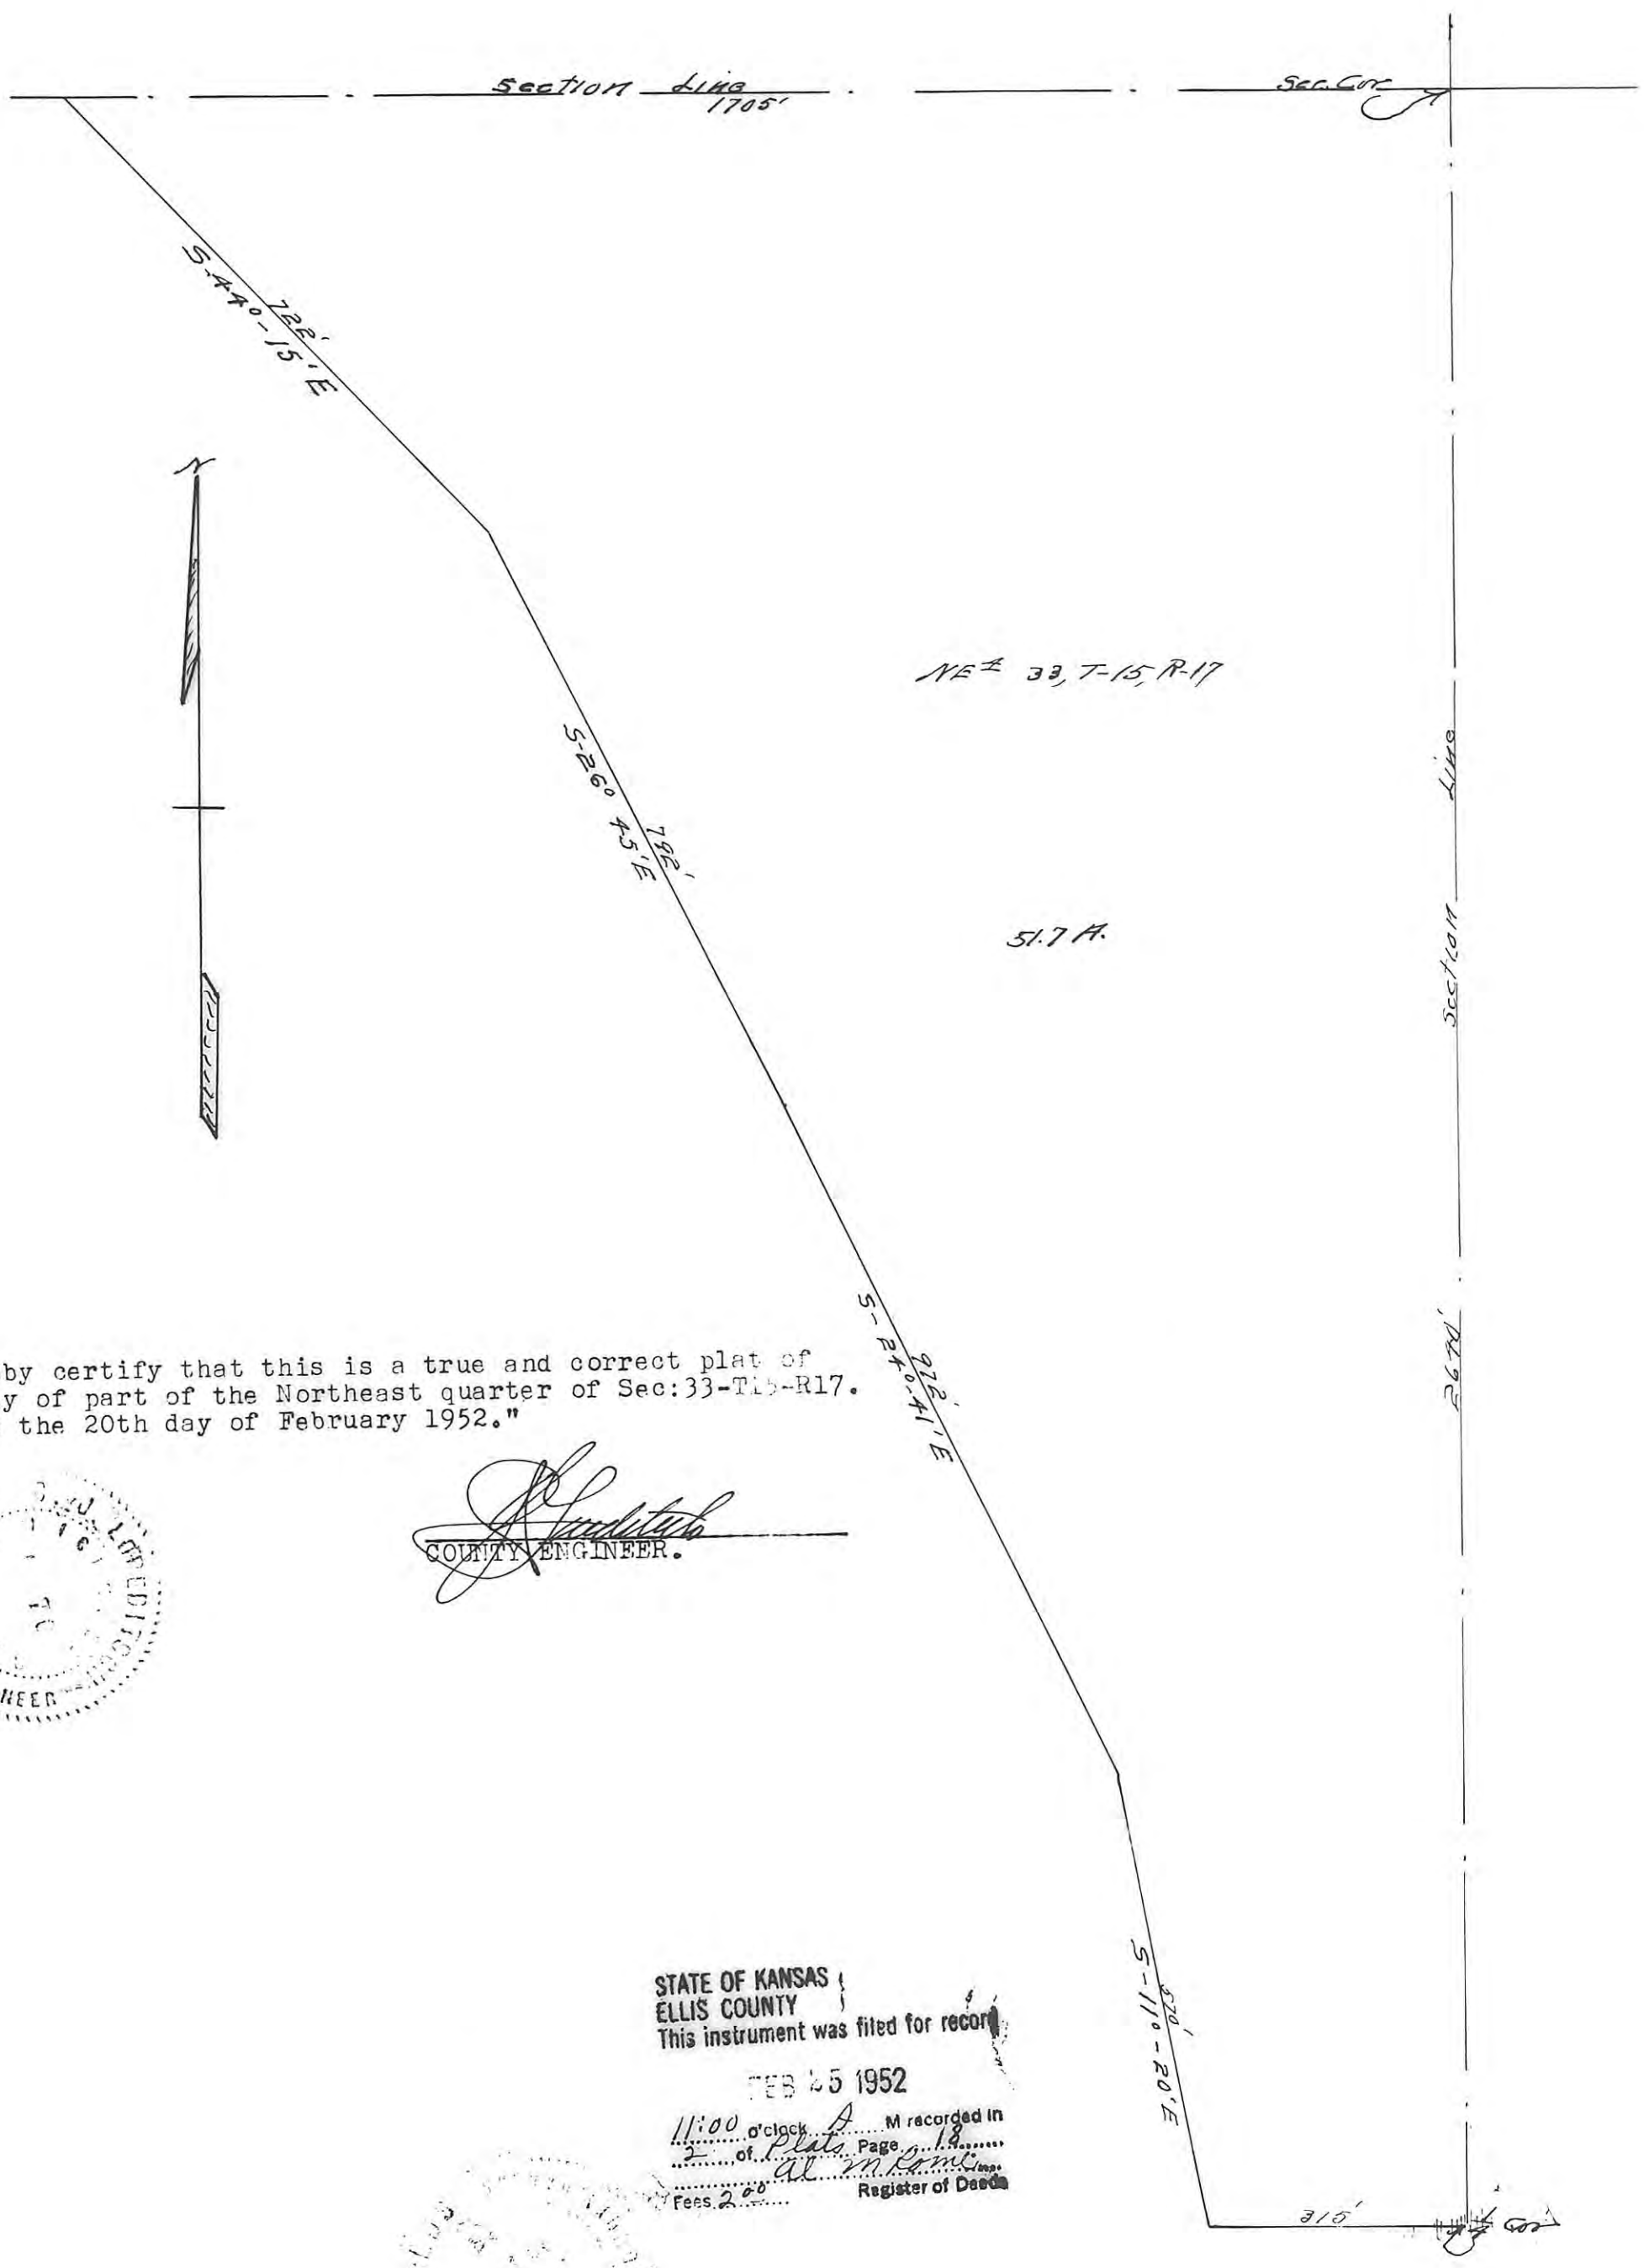 Section Line
1705'
Sec. Cor
S-44°-15'E
722'
N
NE¼ 33, T-15, R-17
S-26° 45'E
792'
51.7 A.
Section Line
S-24°-41'E
972'
by certify that this is a true and correct plat of
y of part of the Northeast quarter of Sec:33-T15-R17.
the 20th day of February 1952."
COUNTY ENGINEER.
NEER
STATE OF KANSAS
ELLIS COUNTY
This instrument was filed for record
FEB 25 1952
11:00 o'clock A M recorded in
2 of Plats Page 18
Al M
Fees 2.00 Register of Deeds
S-11°-20'E
570'
315'
¼ Cor